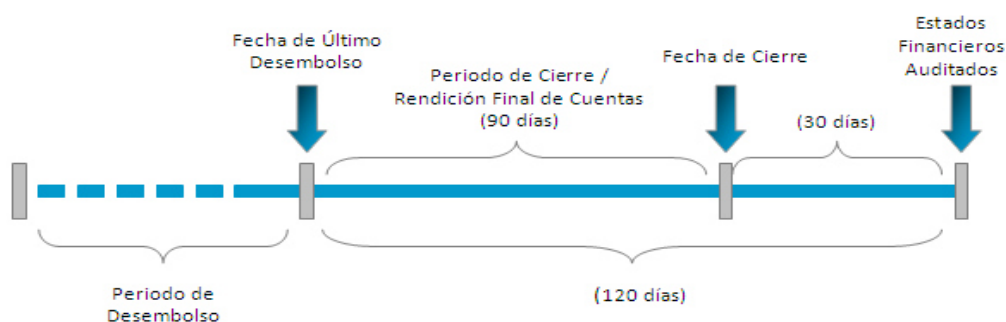 Fecha de Último
Desembolso
Periodo de Cierre /
Rendición Final de Cuentas
(90 días)
Fecha de Cierre
(30 días)
Estados
Financieros
Auditados
Periodo de
Desembolso
(120 días)